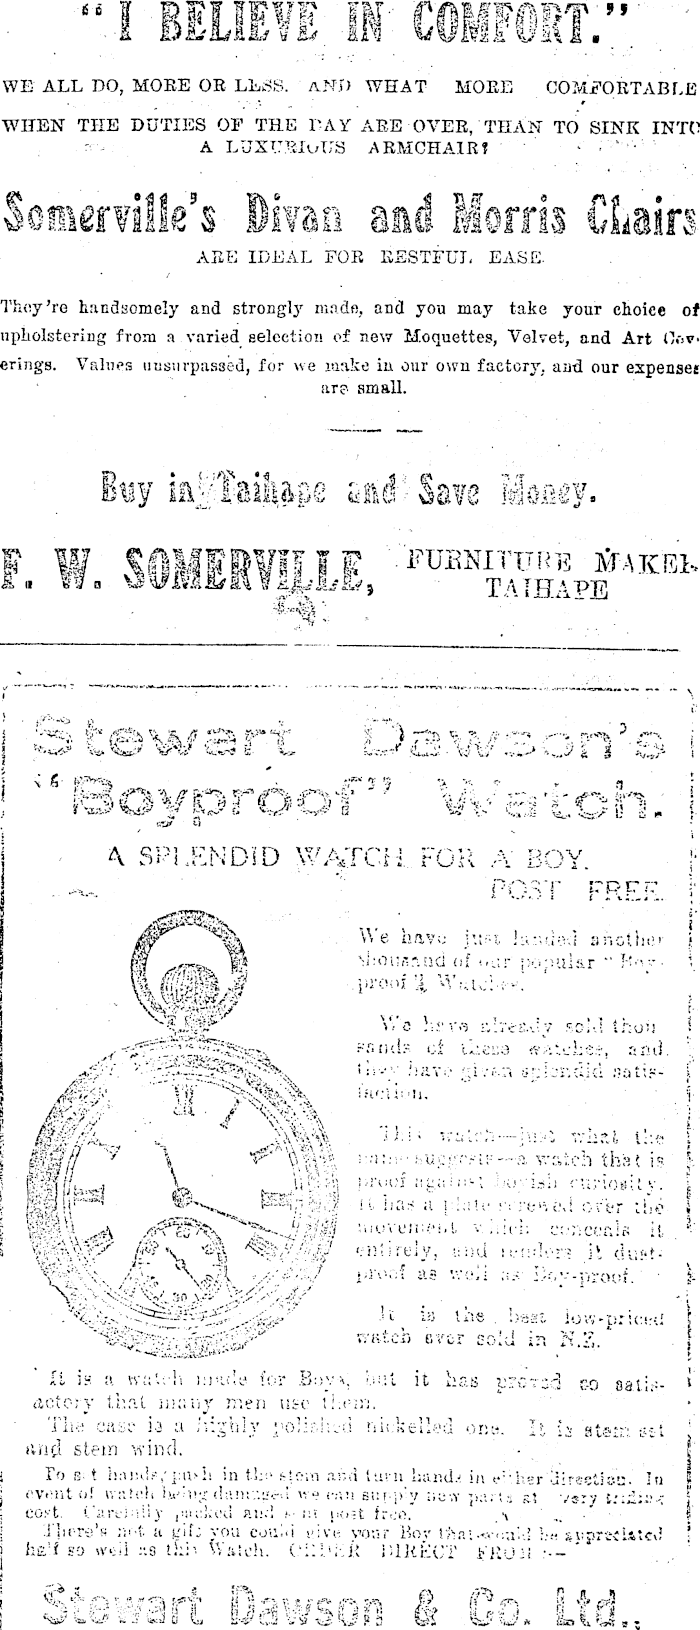 "I BELIEVE IN COMFORT."
WE ALL DO, MORE OR LESS. AND WHAT MORE COMFORTABLE
WHEN THE DUTIES OF THE DAY ARE OVER, THAN TO SINK INTO
A LUXURIOUS ARMCHAIR?
Somerville's Divan and Morris Chairs
ARE IDEAL FOR RESTFUL EASE.
They're handsomely and strongly made, and you may take your choice of
upholstering from a varied selection of new Moquettes, Velvet, and Art Cov-
erings. Values unsurpassed, for we make in our own factory, and our expenses
are small.
Buy in Taihape and Save Money.
F. W. SOMERVILLE,
FURNITURE MAKER
TAIHAPE
Stewart Dawson's
"Boyproof" Watch.
A SPLENDID WATCH FOR A BOY.
POST FREE.
We have just landed another
thousand of our popular "Boy-
proof" Watches.
We have already sold thou
sands of these watches, and
they have given splendid satis-
faction.
This watch—just what the
name suggests—a watch that is
proof against boyish curiosity.
It has a plate screwed over the
movement which conceals it
entirely, and renders it dust-
proof as well as Boy-proof.
It is the best low-priced
watch ever sold in N.Z.
It is a watch made for Boys, but it has proved so satis-
factory that many men use them.
The case is a highly polished nickelled one. It is stem set
and stem wind.
To set hands, push in the stem and turn hands in either direction. In
event of watch being damaged we can supply new parts at very trifling
cost. Carefully packed and sent post free.
There's not a gift you could give your Boy that would be appreciated
half so well as this Watch. ORDER DIRECT FROM :—
Stewart Dawson & Co. Ltd.,